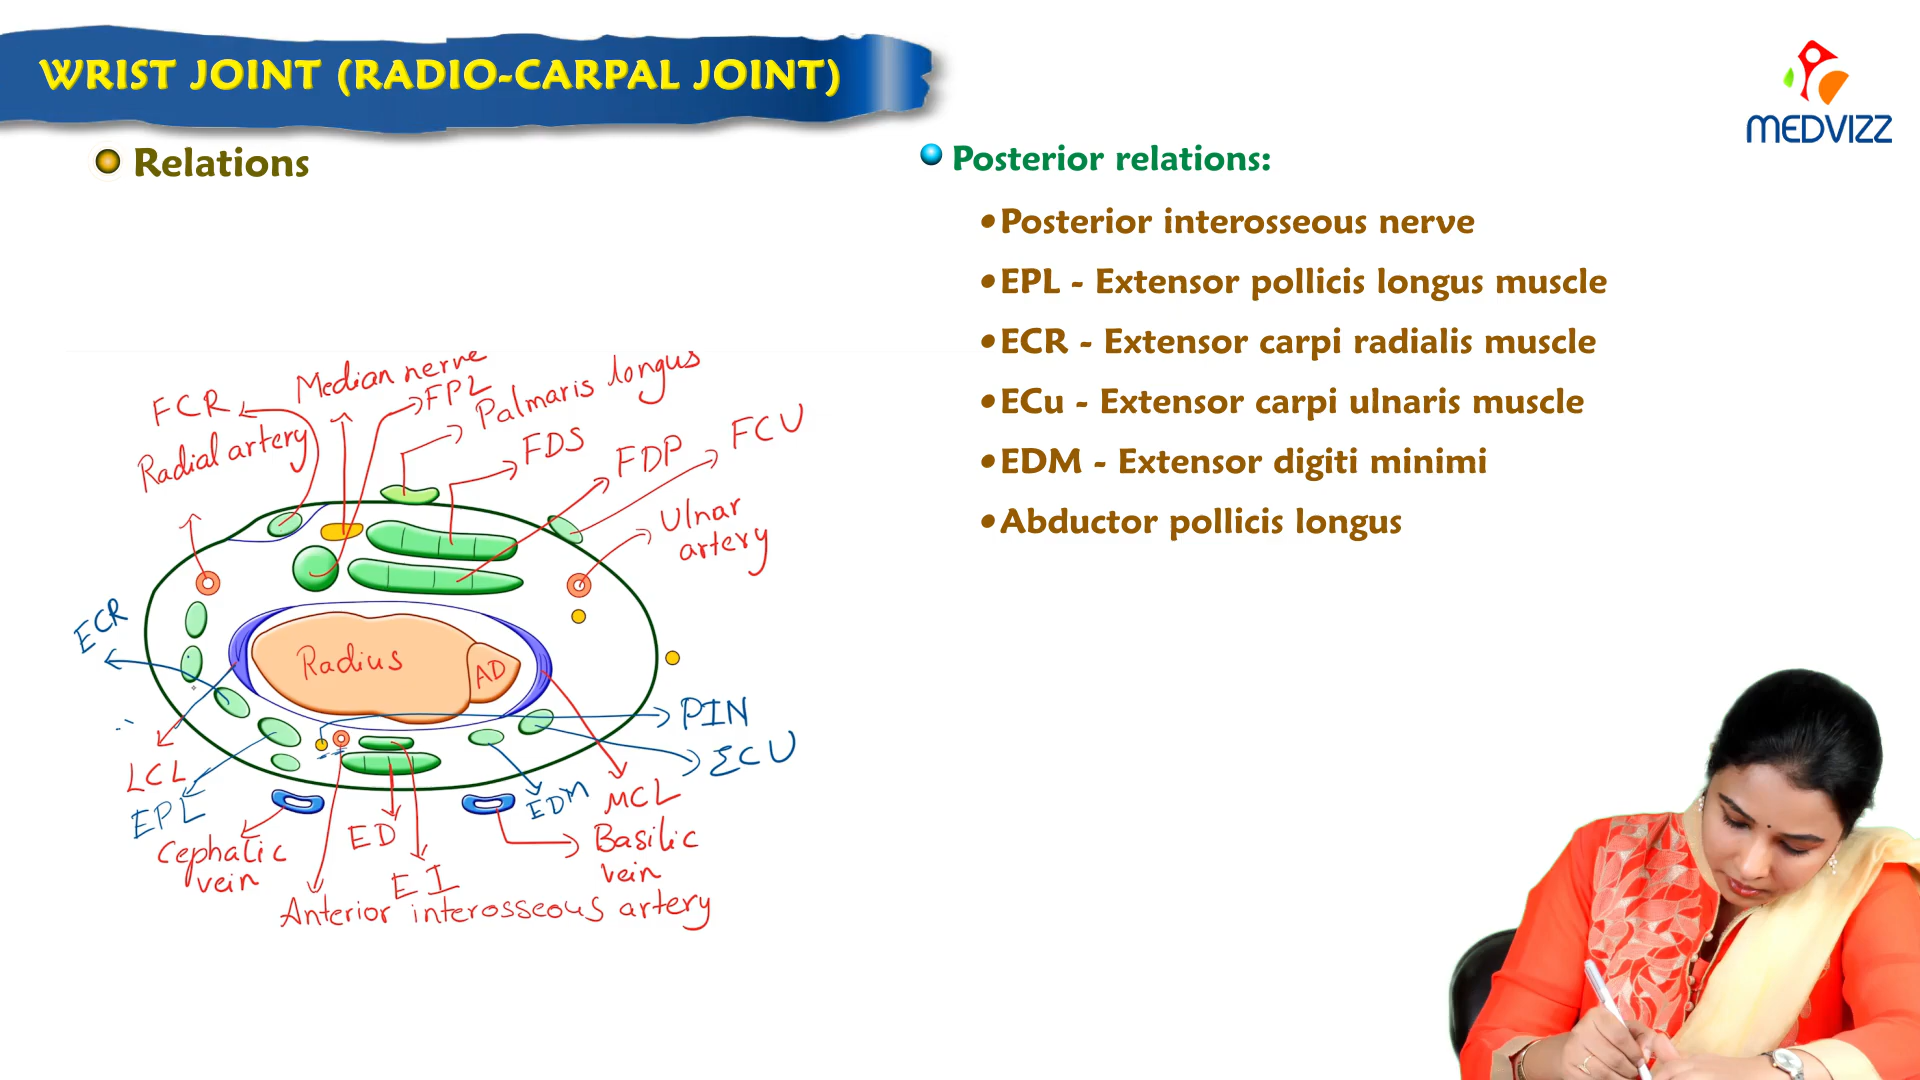 WRIST JOINT (RADIO-CARPAL JOINT)
MEDVIZZ
Relations
Posterior relations:
•Posterior interosseous nerve
•EPL - Extensor pollicis longus muscle
•ECR - Extensor carpi radialis muscle
•ECu - Extensor carpi ulnaris muscle
•EDM - Extensor digiti minimi
•Abductor pollicis longus
Median nerve
FCR
FPL
Palmaris longus
Radial artery
FDS
FDP
FCU
Ulnar
artery
ECR
Radius
AD
PIN
ECU
LCL
EPL
EDM
MCL
Cephalic
vein
ED
EI
Basilic
vein
Anterior interosseous artery